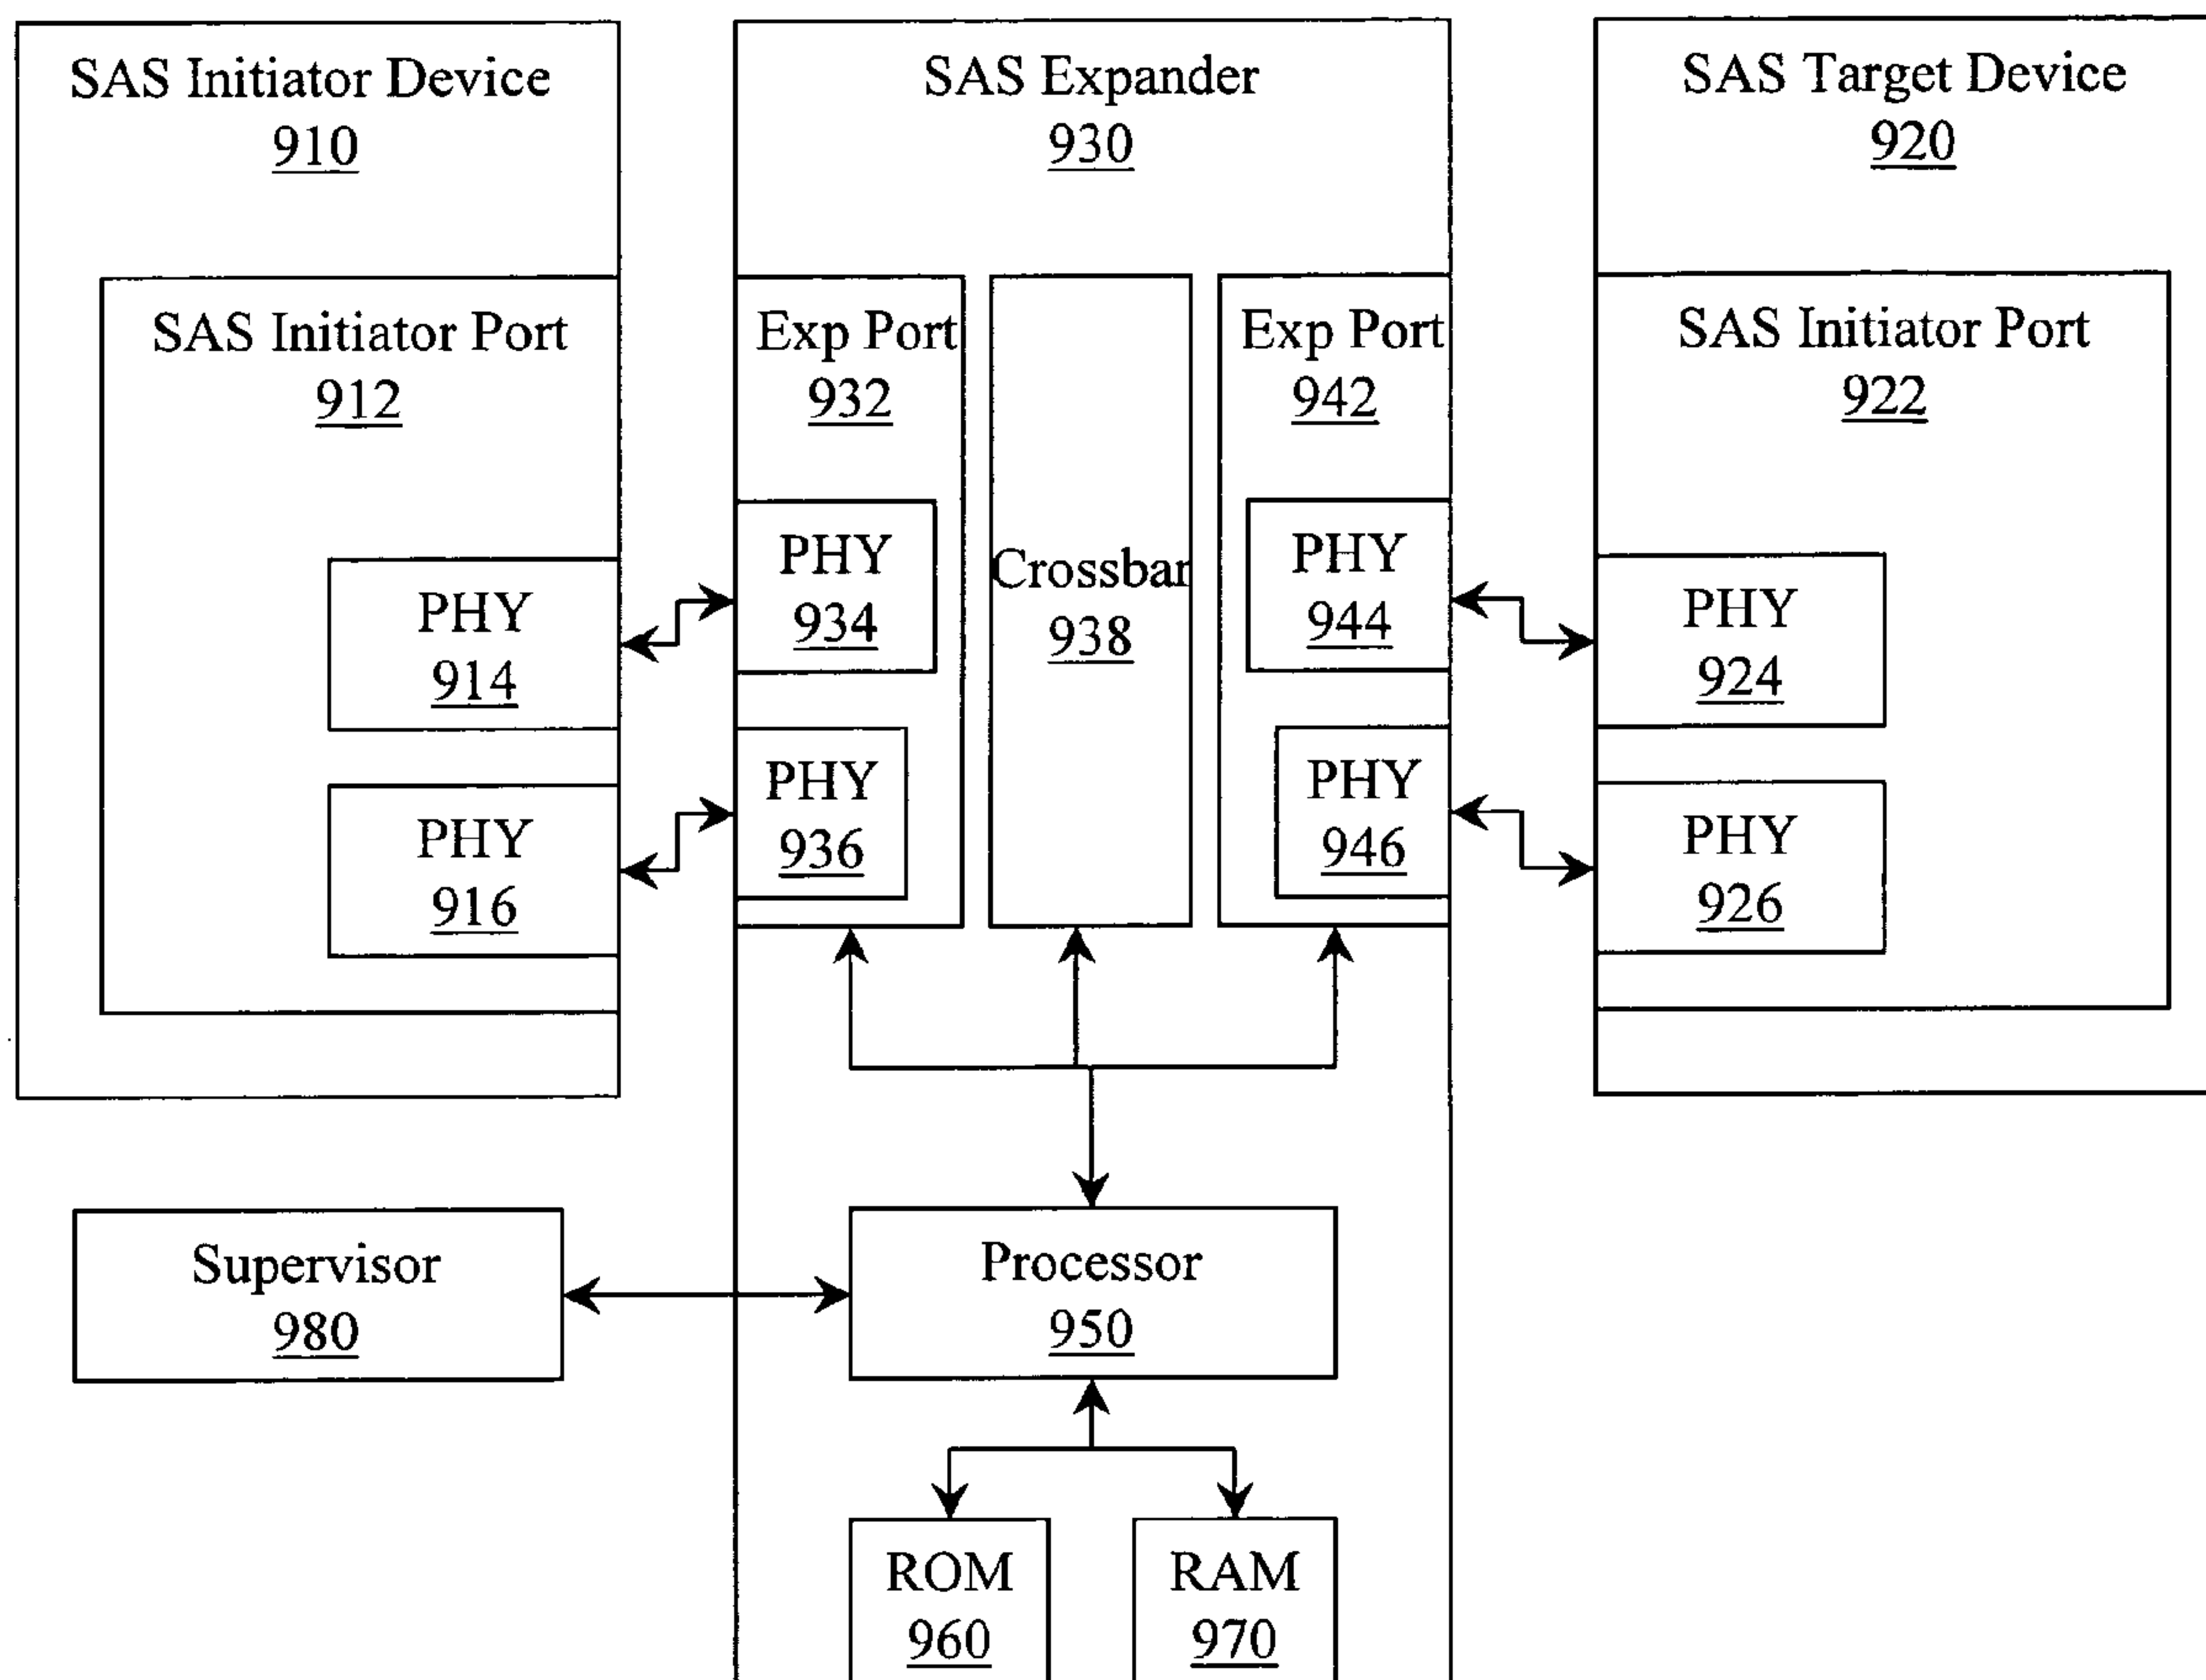 SAS Initiator Device
910
SAS Initiator Port
912
PHY
914
PHY
916
SAS Expander
930
Exp Port
932
PHY
934
PHY
936
Crossbar
938
Exp Port
942
PHY
944
PHY
946
SAS Target Device
920
SAS Initiator Port
922
PHY
924
PHY
926
Supervisor
980
Processor
950
ROM
960
RAM
970